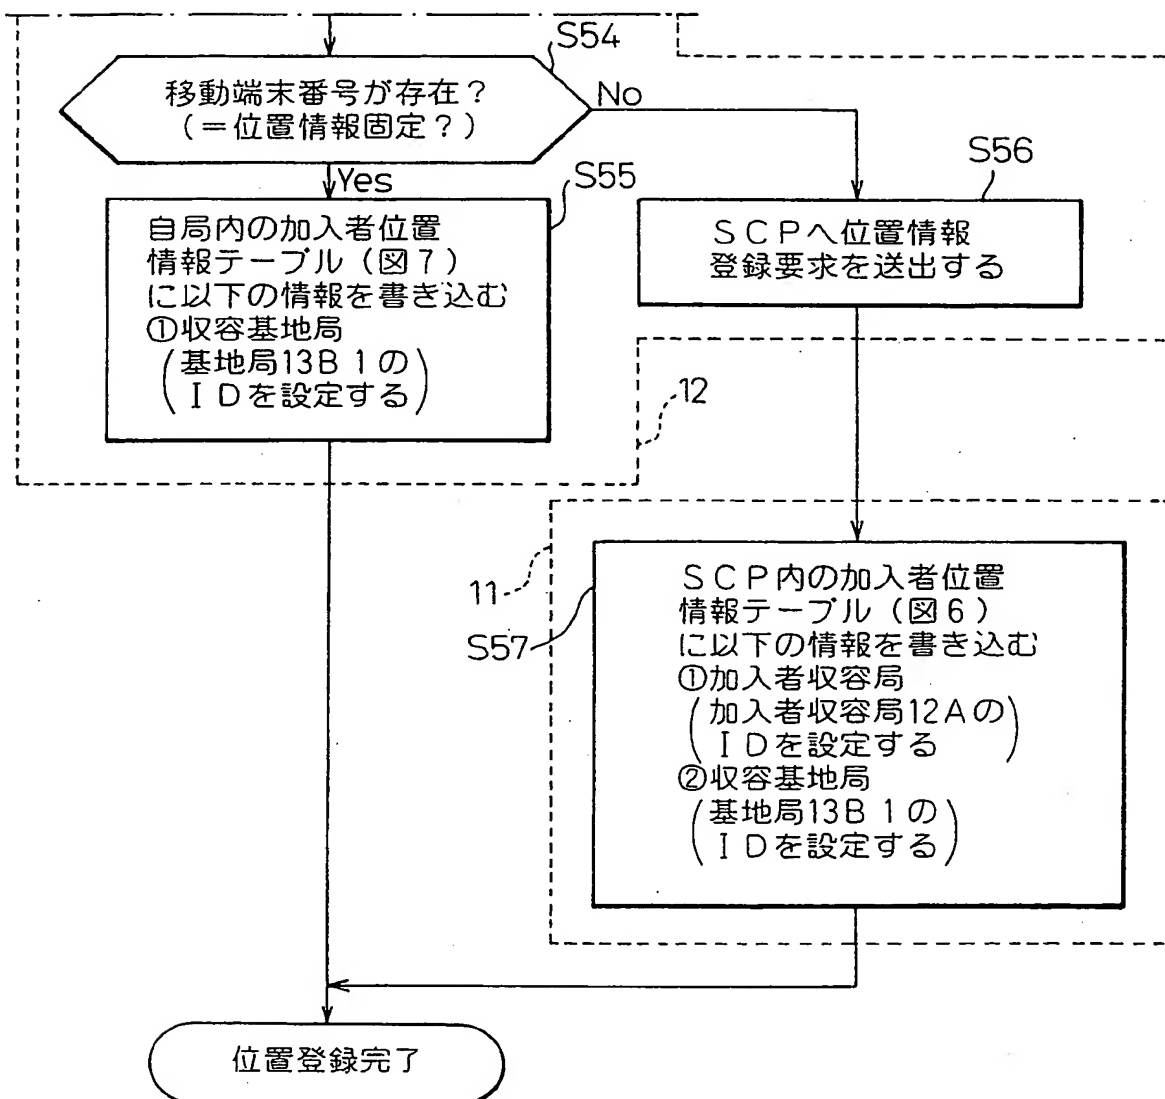 S54
移動端末番号が存在?
(=位置情報固定?)
No
Yes
S55
S56
自局内の加入者位置
情報テーブル(図7)
に以下の情報を書き込む
①収容基地局
(基地局13B1の
IDを設定する)
SCPへ位置情報
登録要求を送出する
12
11
S57
SCP内の加入者位置
情報テーブル(図6)
に以下の情報を書き込む
①加入者収容局
(加入者収容局12Aの
IDを設定する)
②収容基地局
(基地局13B1の
IDを設定する)
位置登録完了